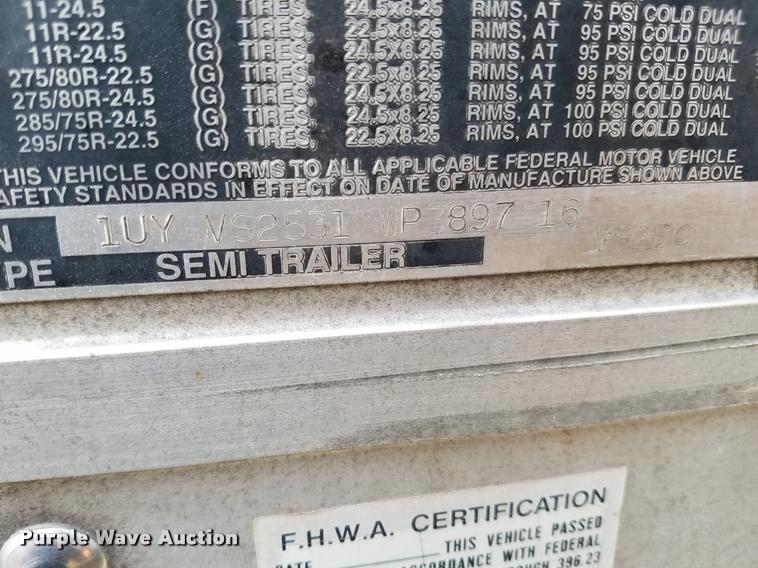 11-24.5 (F) TIRES, 24.5x8.25 RIMS, AT 75 PSI COLD DUAL
11R-22.5 (G) TIRES, 22.5x8.25 RIMS, AT 95 PSI COLD DUAL
11R-24.5 (G) TIRES, 24.5x8.25 RIMS, AT 95 PSI COLD DUAL
275/80R-22.5 (G) TIRES, 22.5x8.25 RIMS, AT 95 PSI COLD DUAL
275/80R-24.5 (G) TIRES, 24.5x8.25 RIMS, AT 95 PSI COLD DUAL
285/75R-24.5 (G) TIRES, 24.5x8.25 RIMS, AT 100 PSI COLD DUAL
295/75R-22.5 (G) TIRES, 22.5x8.25 RIMS, AT 100 PSI COLD DUAL
THIS VEHICLE CONFORMS TO ALL APPLICABLE FEDERAL MOTOR VEHICLE
AFETY STANDARDS IN EFFECT ON DATE OF MANUFACTURE SHOWN ABOVE
N 1UY VS2531 WP 789716
YPE SEMI TRAILER
F.H.W.A. CERTIFICATION
DATE THIS VEHICLE PASSED
ACCORDANCE WITH FEDERAL
396.23
Purple Wave Auction